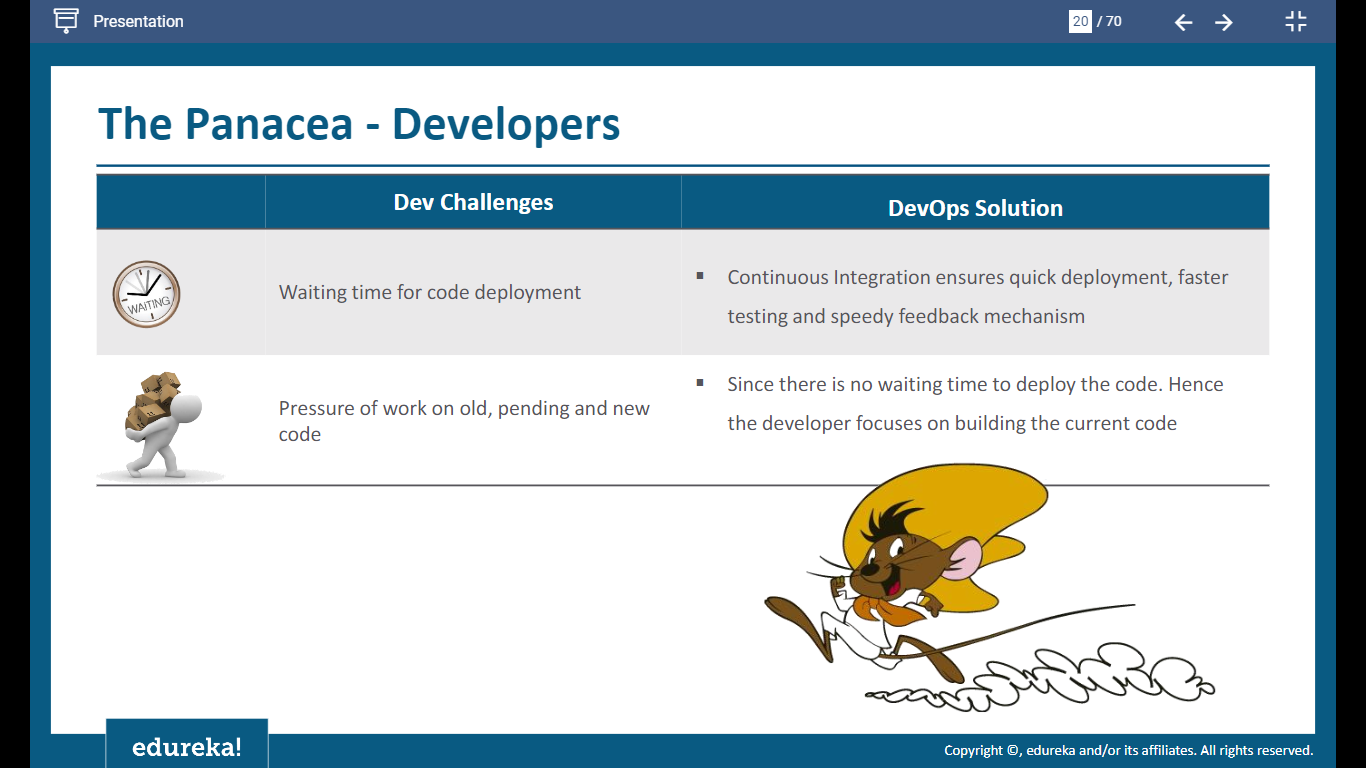 Presentation
20 / 70
The Panacea - Developers
Dev Challenges
DevOps Solution
WAITING
Waiting time for code deployment
▪ Continuous Integration ensures quick deployment, faster
testing and speedy feedback mechanism
Pressure of work on old, pending and new
code
▪ Since there is no waiting time to deploy the code. Hence
the developer focuses on building the current code
edureka!
Copyright ©, edureka and/or its affiliates. All rights reserved.